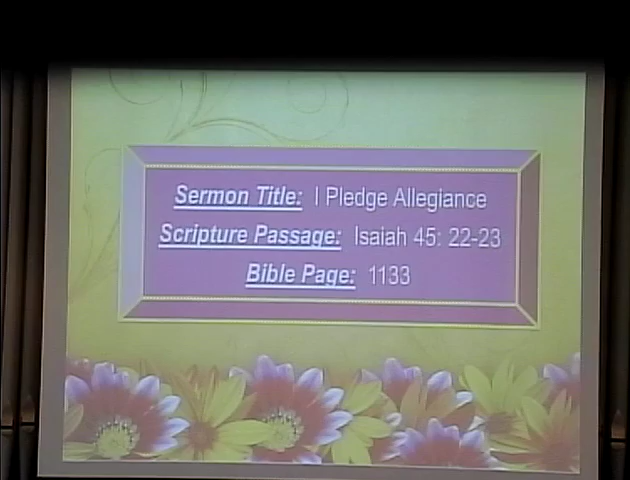 Sermon Title: I Pledge Allegiance
Scripture Passage: Isaiah 45: 22-23
Bible Page: 1133